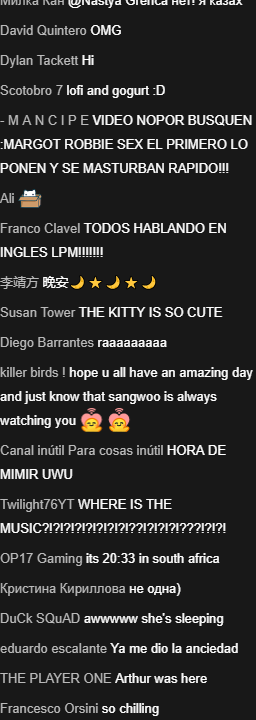 Милка Кан @Nastya Grenca нет! я казах
David Quintero OMG
Dylan Tackett Hi
Scotobro 7 lofi and gogurt :D
- M A N C I P E VIDEO NOPOR BUSQUEN
:MARGOT ROBBIE SEX EL PRIMERO LO
PONEN Y SE MASTURBAN RAPIDO!!!
Ali
Franco Clavel TODOS HABLANDO EN
INGLES LPM!!!!!!!
李靖方 晚安🌙⭐🌙⭐🌙
Susan Tower THE KITTY IS SO CUTE
Diego Barrantes raaaaaaaaa
killer birds ! hope u all have an amazing day
and just know that sangwoo is always
watching you
Canal inútil Para cosas inútil HORA DE
MIMIR UWU
Twilight76YT WHERE IS THE
MUSIC?!?!?!?!?!?!?!?!??!?!?!?!???!?!?!
OP17 Gaming its 20:33 in south africa
Кристина Кириллова не одна)
DuCk SQuAD awwwww she's sleeping
eduardo escalante Ya me dio la anciedad
THE PLAYER ONE Arthur was here
Francesco Orsini so chilling